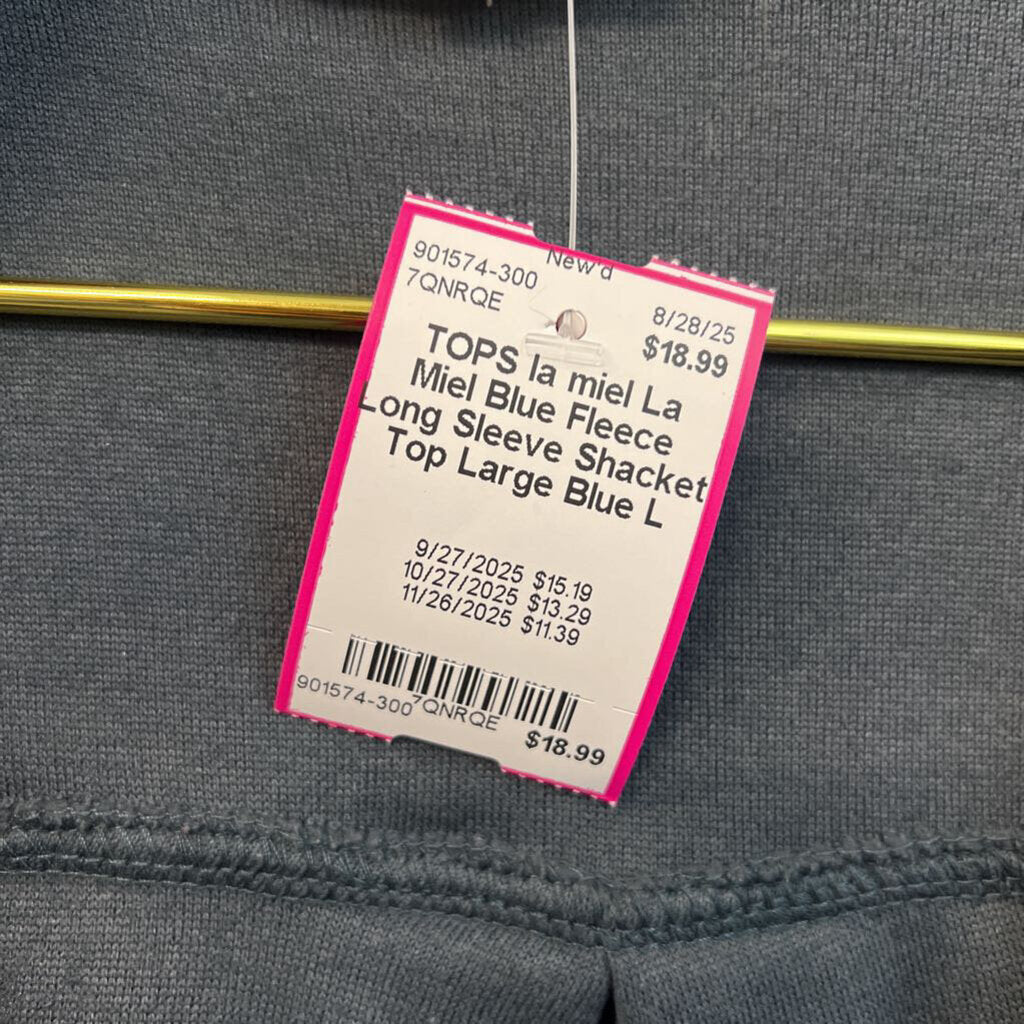 New'd
901574-300
7QNRQE
8/28/25
$18.99
TOPS la miel La
Miel Blue Fleece
Long Sleeve Shacket
Top Large Blue L
9/27/2025 $15.19
10/27/2025 $13.29
11/26/2025 $11.39
901574-300 7QNRQE
$18.99